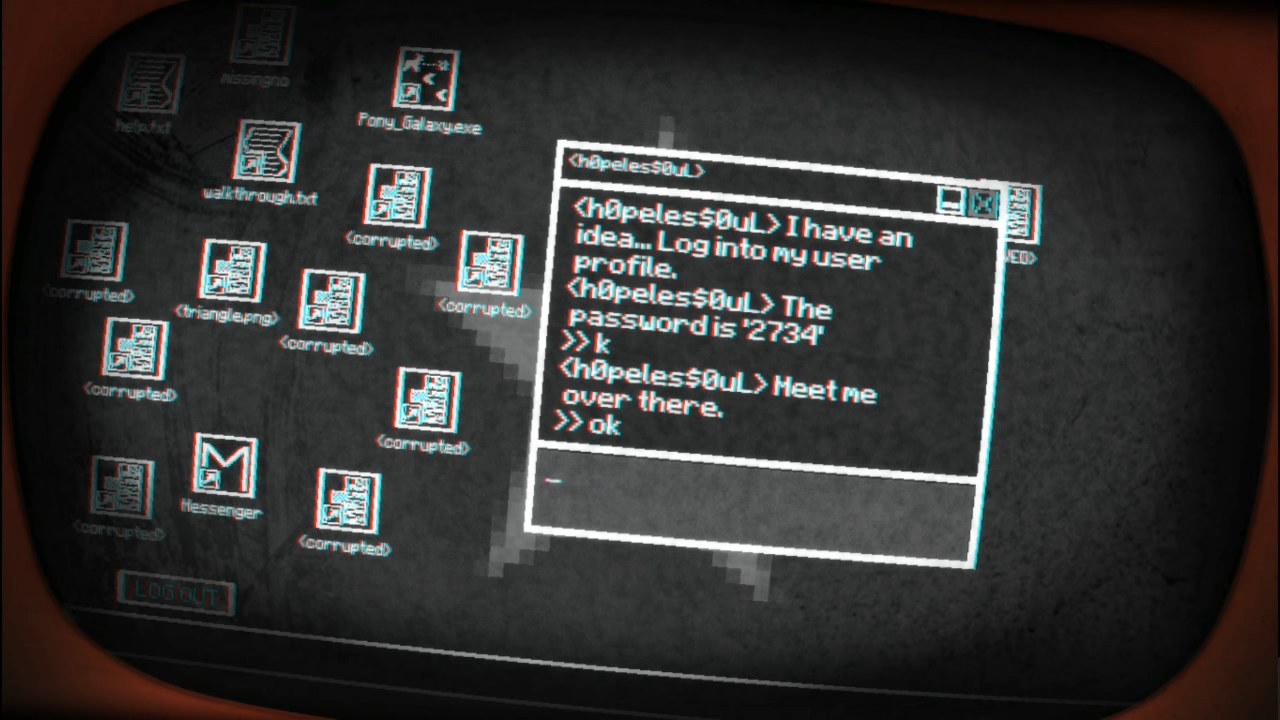 missingno
help.txt
Pony_Galaxy.exe
walkthrough.txt
<corrupted>
<corrupted>
<corrupted>
<triangle.png>
<corrupted>
<corrupted>
<corrupted>
Messenger
<corrupted>
<corrupted>
LOG OUT
<h0peles$0uL>
<h0peles$0uL> I have an
idea... Log into my user
profile.
<h0peles$0uL> The
password is '2734'
>> k
<h0peles$0uL> Meet me
over there.
>> ok